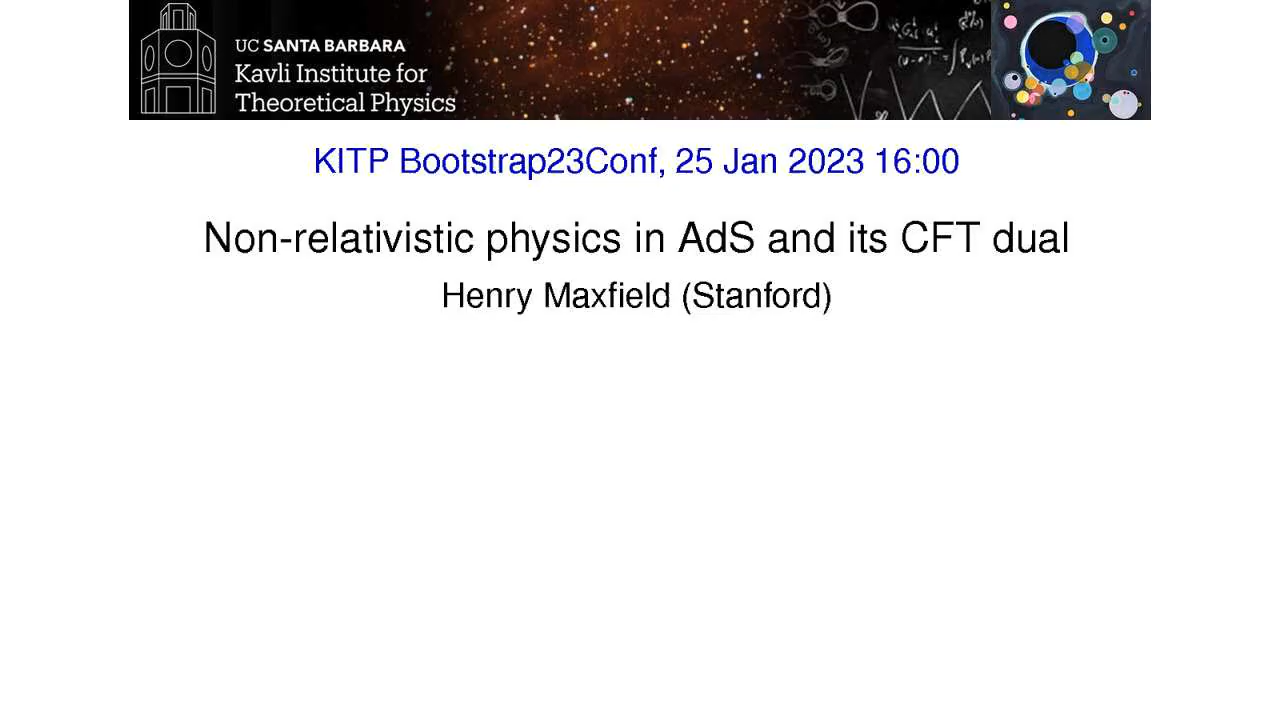 UC SANTA BARBARA
Kavli Institute for
Theoretical Physics
KITP Bootstrap23Conf, 25 Jan 2023 16:00
Non-relativistic physics in AdS and its CFT dual
Henry Maxfield (Stanford)